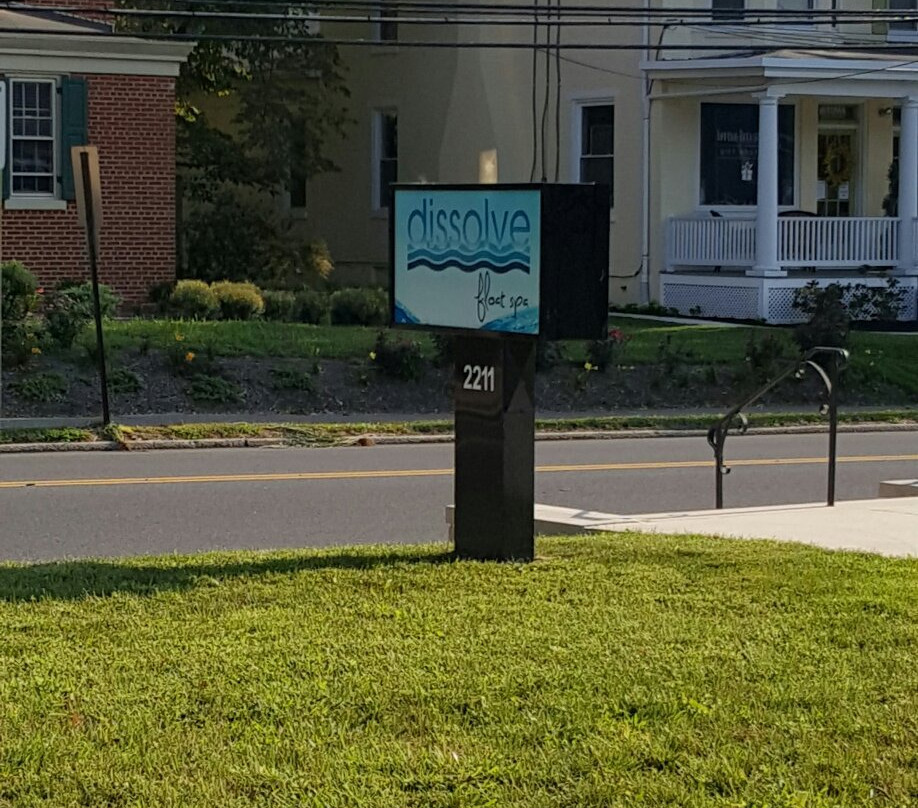 dissolve
float spa
2211